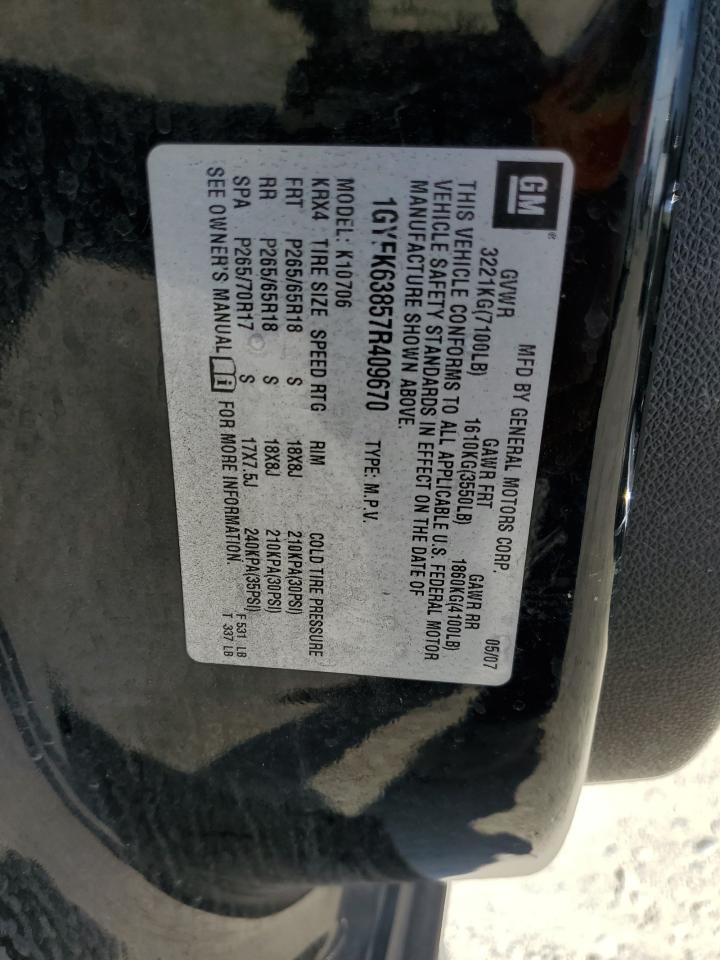 GM®
MFD BY GENERAL MOTORS CORP.
05/07
GVWR GAWR FRT GAWR RR
3221KG(7100LB) 1610KG(3550LB) 1860KG(4100LB)
THIS VEHICLE CONFORMS TO ALL APPLICABLE U.S. FEDERAL MOTOR
VEHICLE SAFETY STANDARDS IN EFFECT ON THE DATE OF
MANUFACTURE SHOWN ABOVE.
1GYFK63857R409670 TYPE: M.P.V.
MODEL: K10706
KRX4 TIRE SIZE SPEED RTG RIM COLD TIRE PRESSURE
FRT P265/65R18 S 18X8J 210KPA(30PSI)
RR P265/65R18 S 18X8J 210KPA(30PSI)
SPA P265/70R17 S 17X7.5J 240KPA(35PSI)
SEE OWNER'S MANUAL i FOR MORE INFORMATION.
F 531 LB
T 337 LB